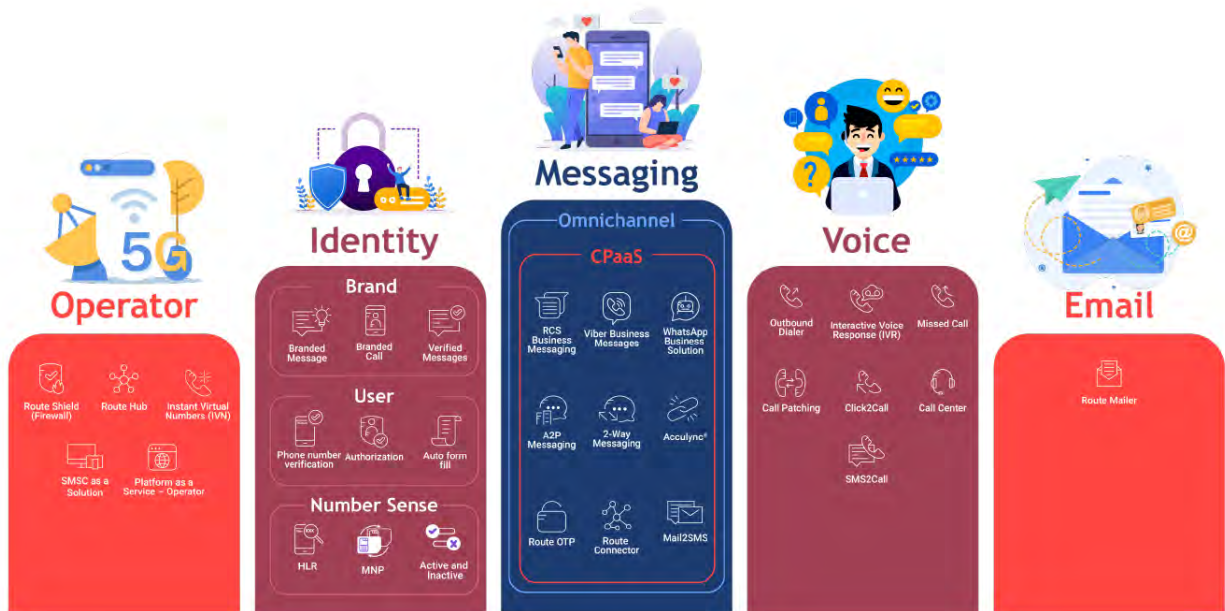 Operator
5G
Route Shield
(Firewall)
Route Hub
Instant Virtual
Numbers (IVN)
SMSC as a
Solution
Platform as a
Service – Operator
Identity
Brand
Branded
Message
Branded
Call
Verified
Messages
User
Phone number
verification
Authorization
Auto form
fill
Number Sense
HLR
MNP
Active and
Inactive
Messaging
Omnichannel
CPaaS
RCS
Business
Messaging
Viber Business
Messages
WhatsApp
Business
Solution
A2P
Messaging
2-Way
Messaging
Acculync®
Route OTP
Route
Connector
Mail2SMS
Voice
?
Outbound
Dialer
Interactive Voice
Response (IVR)
Missed Call
Call Patching
Click2Call
Call Center
SMS2Call
Email
@
Route Mailer